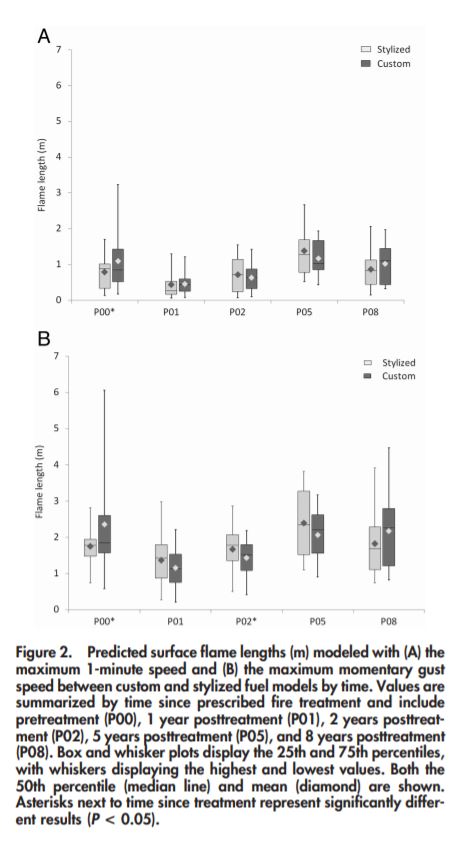 A
7
Stylized
Custom
6
5
4
3
2
1
0
Flame length (m)
P00* P01 P02 P05 P08
B
7
Stylized
Custom
6
5
4
3
2
1
0
Flame length (m)
P00* P01 P02* P05 P08
Figure 2. Predicted surface flame lengths (m) modeled with (A) the
maximum 1-minute speed and (B) the maximum momentary gust
speed between custom and stylized fuel models by time. Values are
summarized by time since prescribed fire treatment and include
pretreatment (P00), 1 year posttreatment (P01), 2 years posttreat-
ment (P02), 5 years posttreatment (P05), and 8 years posttreatment
(P08). Box and whisker plots display the 25th and 75th percentiles,
with whiskers displaying the highest and lowest values. Both the
50th percentile (median line) and mean (diamond) are shown.
Asterisks next to time since treatment represent significantly differ-
ent results (P < 0.05).